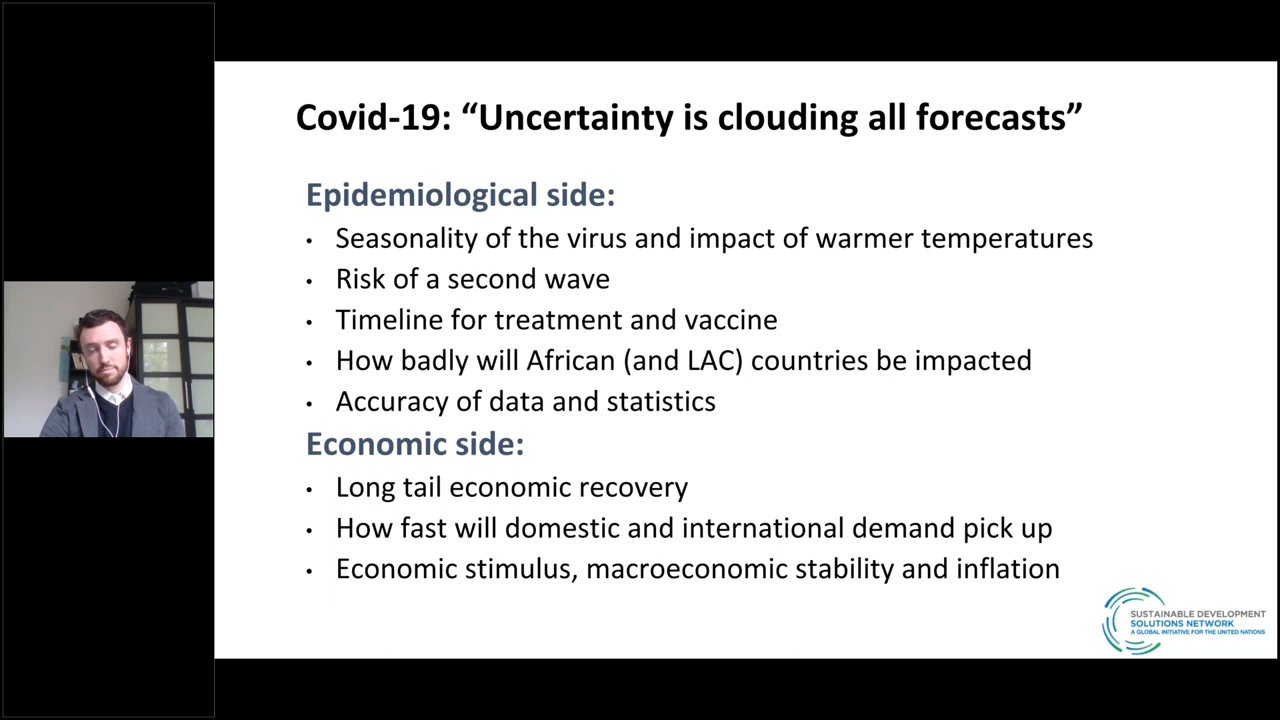 Covid-19: “Uncertainty is clouding all forecasts”
Epidemiological side:
• Seasonality of the virus and impact of warmer temperatures
• Risk of a second wave
• Timeline for treatment and vaccine
• How badly will African (and LAC) countries be impacted
• Accuracy of data and statistics
Economic side:
• Long tail economic recovery
• How fast will domestic and international demand pick up
• Economic stimulus, macroeconomic stability and inflation
SUSTAINABLE DEVELOPMENT
SOLUTIONS NETWORK
A GLOBAL INITIATIVE FOR THE UNITED NATIONS